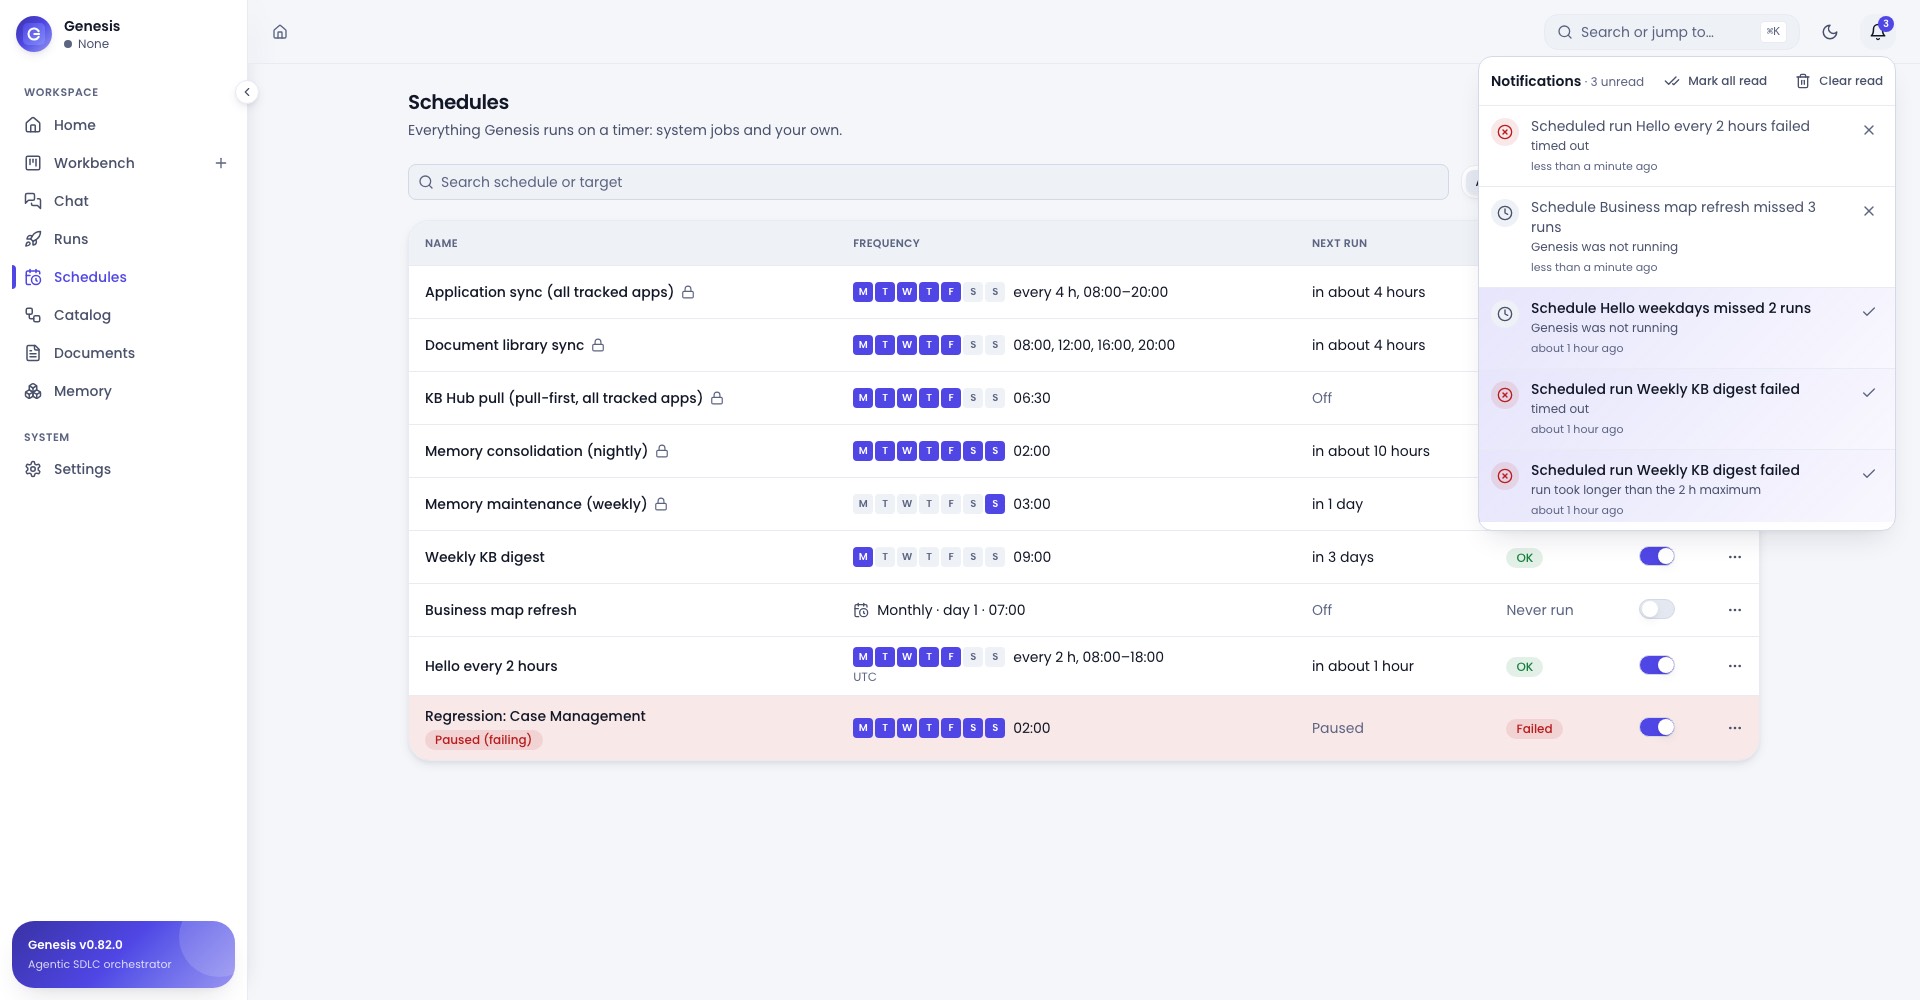 Genesis
None
WORKSPACE
Home
Workbench
Chat
Runs
Schedules
Catalog
Documents
Memory
SYSTEM
Settings
Genesis v0.82.0
Agentic SDLC orchestrator
Search or jump to...
⌘K
3
Schedules
Everything Genesis runs on a timer: system jobs and your own.
Search schedule or target
NAME FREQUENCY NEXT RUN
Application sync (all tracked apps) M T W T F S S every 4 h, 08:00–20:00 in about 4 hours
Document library sync M T W T F S S 08:00, 12:00, 16:00, 20:00 in about 4 hours
KB Hub pull (pull-first, all tracked apps) M T W T F S S 06:30 Off
Memory consolidation (nightly) M T W T F S S 02:00 in about 10 hours
Memory maintenance (weekly) M T W T F S S 03:00 in 1 day
Weekly KB digest M T W T F S S 09:00 in 3 days OK
Business map refresh Monthly · day 1 · 07:00 Off Never run
Hello every 2 hours M T W T F S S every 2 h, 08:00–18:00 in about 1 hour OK
UTC
Regression: Case Management M T W T F S S 02:00 Paused Failed
Paused (failing)
Notifications · 3 unread Mark all read Clear read
Scheduled run Hello every 2 hours failed
timed out
less than a minute ago
Schedule Business map refresh missed 3
runs
Genesis was not running
less than a minute ago
Schedule Hello weekdays missed 2 runs
Genesis was not running
about 1 hour ago
Scheduled run Weekly KB digest failed
timed out
about 1 hour ago
Scheduled run Weekly KB digest failed
run took longer than the 2 h maximum
about 1 hour ago